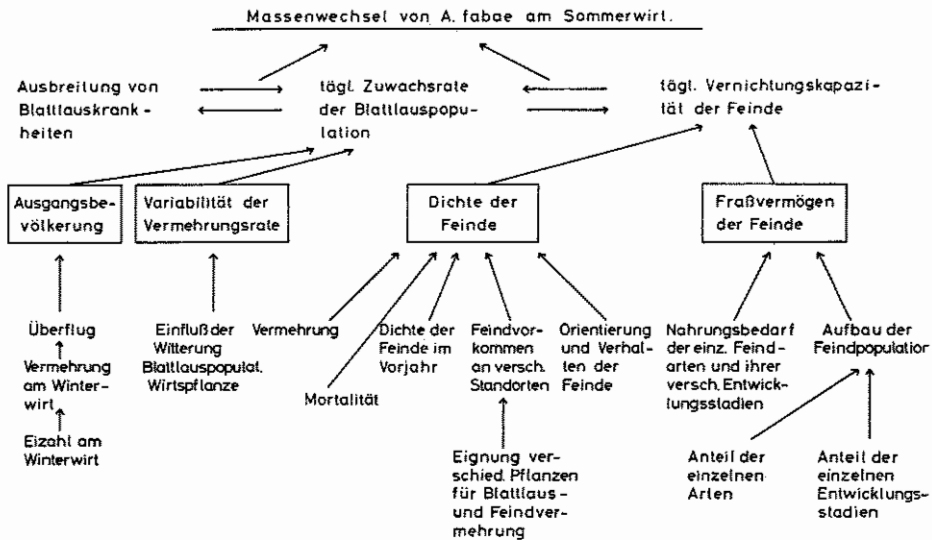 Massenwechsel von A. fabae am Sommerwirt.
Ausbreitung von
Blattlauskrank-
heiten
tägl. Zuwachsrate
der Blattlauspopu-
lation
tägl. Vernichtungskapazi-
tät der Feinde
Ausgangsbe-
völkerung
Variabilität der
Vermehrungsrate
Dichte der
Feinde
Fraßvermögen
der Feinde
Überflug
Vermehrung
am Winter-
wirt
Eizahl am
Winterwirt
Einfluß der
Witterung
Blattlauspopulat.
Wirtspflanze
Vermehrung
Mortalität
Dichte der
Feinde im
Vorjahr
Feindvor-
kommen
an versch.
Standorten
Eignung ver-
schied. Pflanzen
für Blattlaus-
und Feindver-
mehrung
Orientierung
und Verhal-
ten der
Feinde
Nahrungsbedarf
der einz. Feind-
arten und ihrer
versch. Entwick-
lungsstadien
Aufbau der
Feindpopulation
Anteil der
einzelnen
Arten
Anteil der
einzelnen
Entwicklungs-
stadien